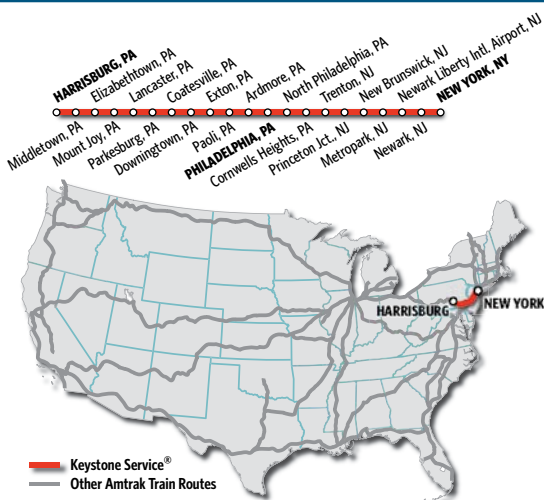 HARRISBURG, PA
Middletown, PA
Elizabethtown, PA
Mount Joy, PA
Lancaster, PA
Parkesburg, PA
Coatesville, PA
Downingtown, PA
Exton, PA
Paoli, PA
Ardmore, PA
PHILADELPHIA, PA
North Philadelphia, PA
Cornwells Heights, PA
Trenton, NJ
Princeton Jct., NJ
New Brunswick, NJ
Metropark, NJ
Newark Liberty Intl. Airport, NJ
Newark, NJ
NEW YORK, NY
HARRISBURG
NEW YORK
Keystone Service®
Other Amtrak Train Routes